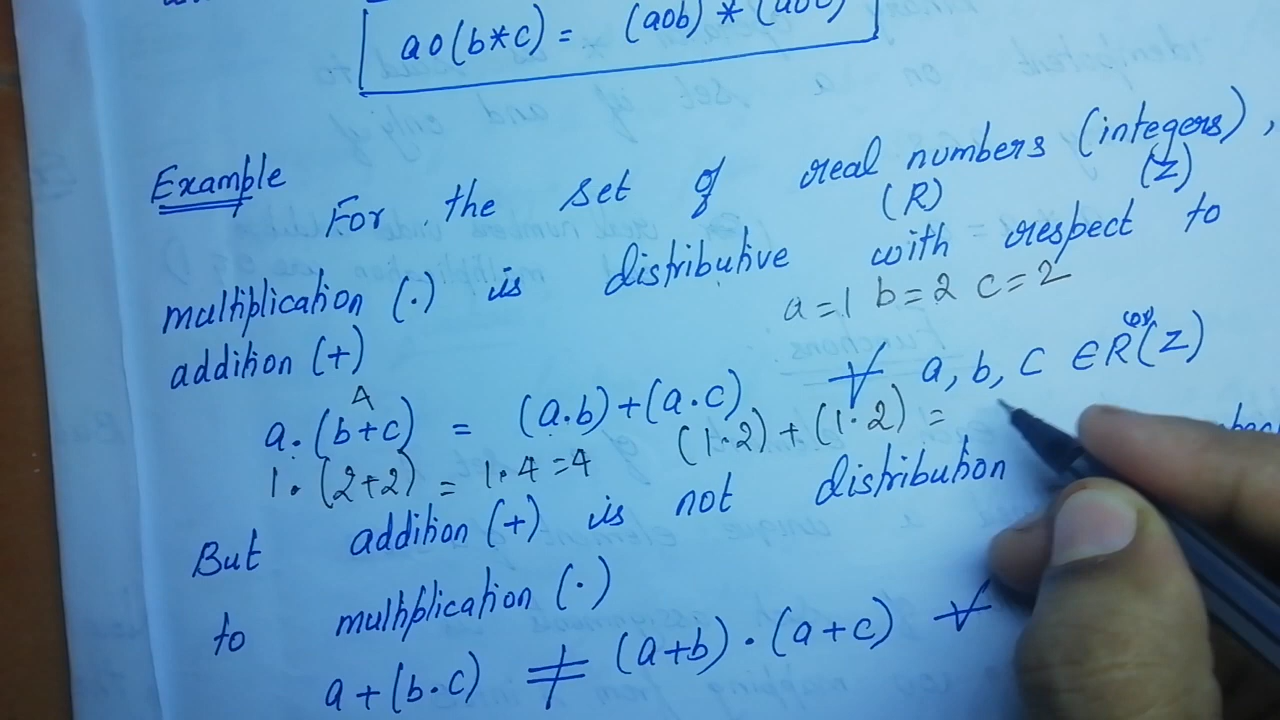 a o (b * c) = (aob) * (aoc)
Example For the set of real numbers (integers),
(R) (Z)
multiplication (.) is distributive with respect to
addition (+) a = 1 b = 2 c = 2
4
a. (b+c) = (a.b)+(a.c) ∀ a, b, c ∈ R (or) (Z)
1. (2+2) = 1.4 = 4 (1.2) + (1.2) =
But addition (+) is not distribution
to multiplication (.)
a + (b.c) ≠ (a+b) . (a+c) ∀